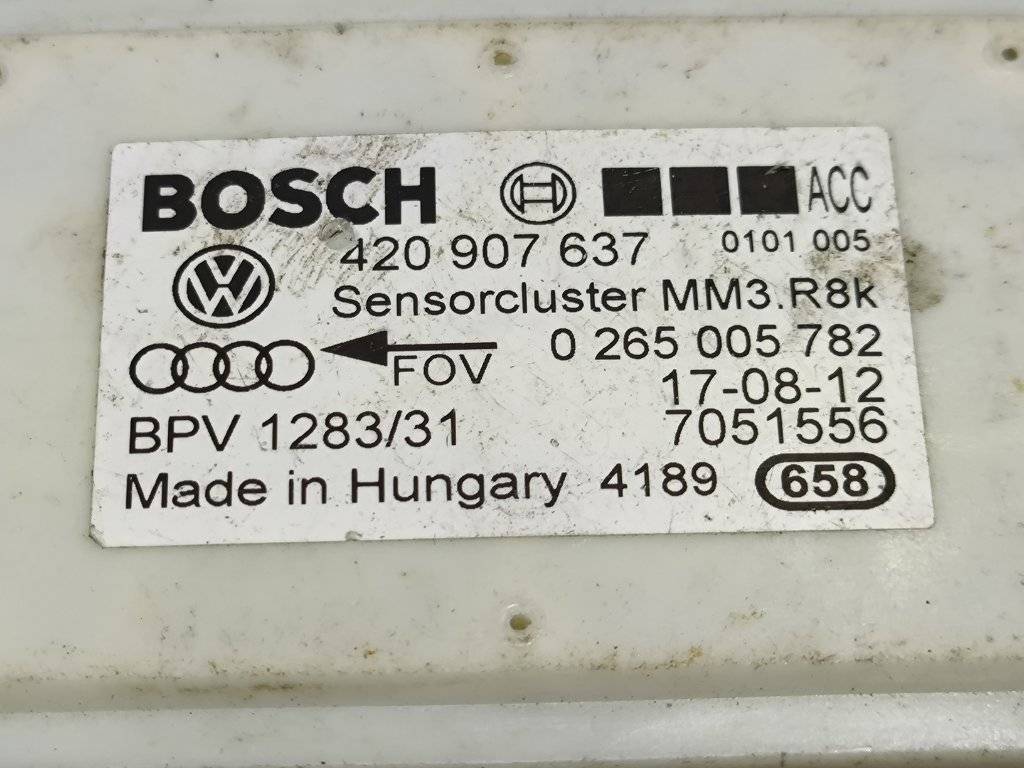 BOSCH ACC
420 907 637 0101 005
VW
Sensorcluster MM3.R8k
FOV 0 265 005 782
17-08-12
BPV 1283/31 7051556
Made in Hungary 4189 658